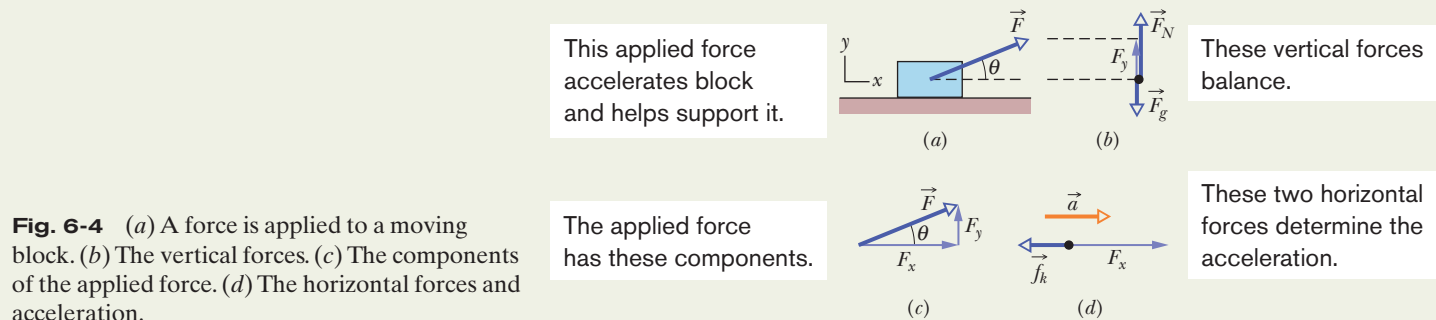 This applied force
accelerates block
and helps support it.
y
x
F
θ
(a)
F_N
F_y
F_g
(b)
These vertical forces
balance.
Fig. 6-4 (a) A force is applied to a moving
block. (b) The vertical forces. (c) The components
of the applied force. (d) The horizontal forces and
acceleration.
The applied force
has these components.
F
θ
F_y
F_x
(c)
a
f_k
F_x
(d)
These two horizontal
forces determine the
acceleration.